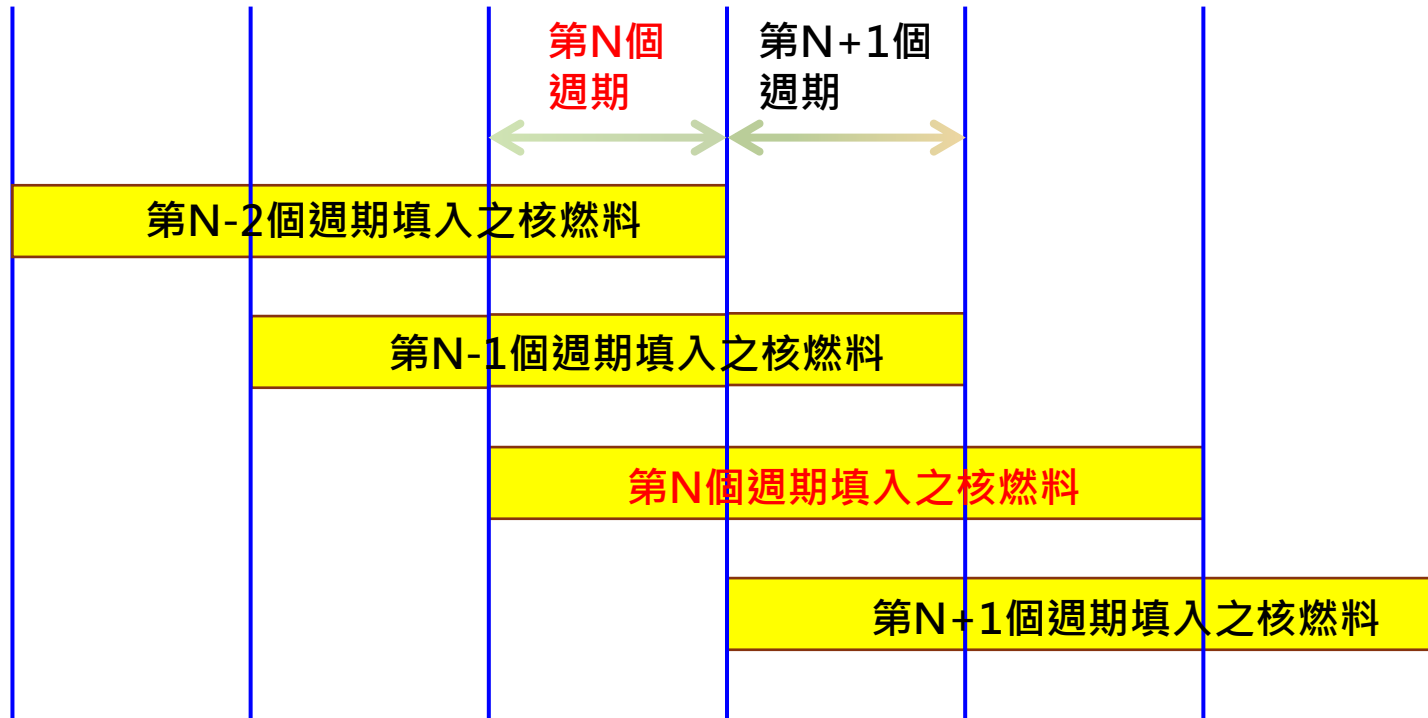 第N個
週期
第N+1個
週期
第N-2個週期填入之核燃料
第N-1個週期填入之核燃料
第N個週期填入之核燃料
第N+1個週期填入之核燃料